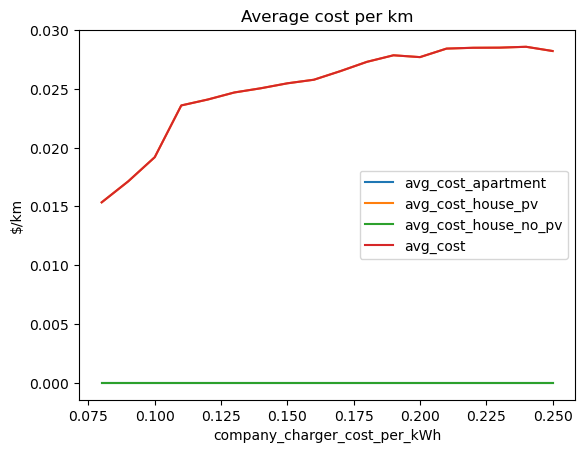 Average cost per km
$/km
0.030
0.025
0.020
0.015
0.010
0.005
0.000
avg_cost_apartment
avg_cost_house_pv
avg_cost_house_no_pv
avg_cost
0.075 0.100 0.125 0.150 0.175 0.200 0.225 0.250
company_charger_cost_per_kWh